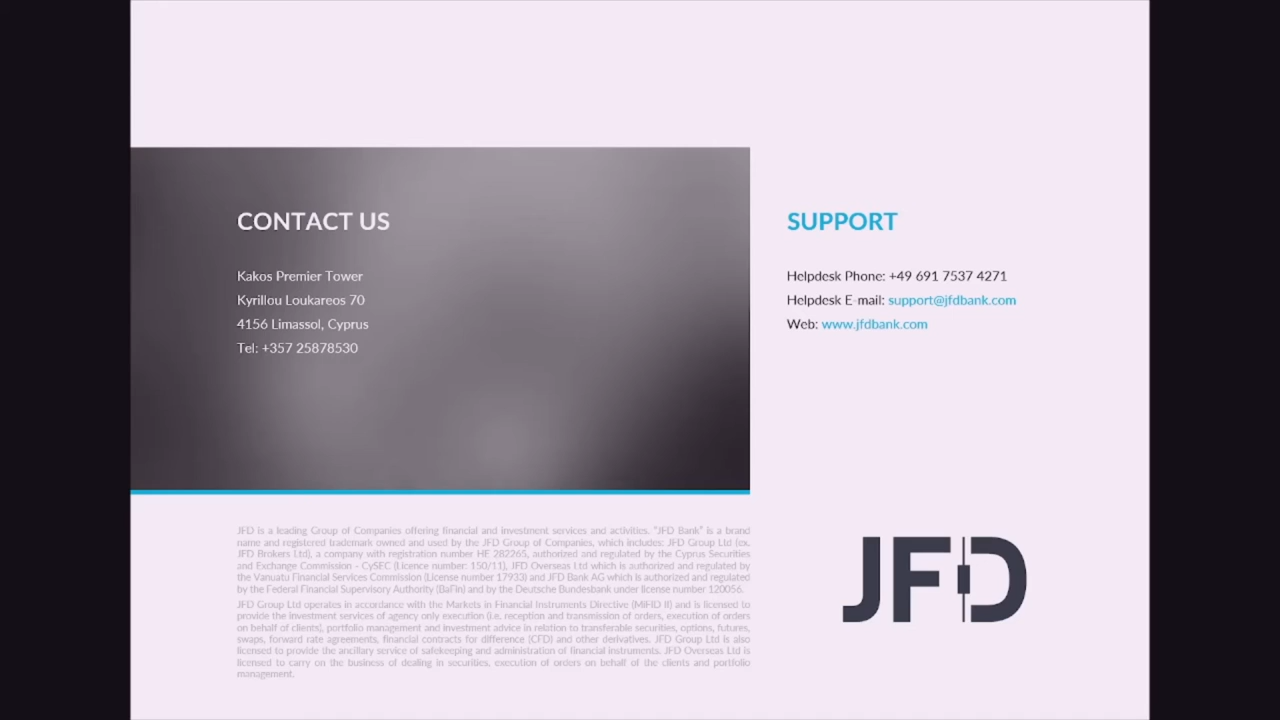 CONTACT US
Kakos Premier Tower
Kyrillou Loukareos 70
4156 Limassol, Cyprus
Tel: +357 25878530
SUPPORT
Helpdesk Phone: +49 691 7537 4271
Helpdesk E-mail: support@jfdbank.com
Web: www.jfdbank.com
JFD is a leading Group of Companies offering financial and investment services and activities. "JFD Bank" is a brand
name and registered trademark owned and used by the JFD Group of Companies, which includes: JFD Group Ltd (ex.
JFD Brokers Ltd), a company with registration number HE 282265, authorized and regulated by the Cyprus Securities
and Exchange Commission - CySEC (Licence number: 150/11), JFD Overseas Ltd which is authorized and regulated by
the Vanuatu Financial Services Commission (License number 17933) and JFD Bank AG which is authorized and regulated
by the Federal Financial Supervisory Authority (BaFin) and by the Deutsche Bundesbank under license number 120056.
JFD Group Ltd operates in accordance with the Markets in Financial Instruments Directive (MiFID II) and is licensed to
provide the investment services of agency only execution (i.e. reception and transmission of orders, execution of orders
on behalf of clients), portfolio management and investment advice in relation to transferable securities, options, futures,
swaps, forward rate agreements, financial contracts for difference (CFD) and other derivatives. JFD Group Ltd is also
licensed to provide the ancillary service of safekeeping and administration of financial instruments. JFD Overseas Ltd is
licensed to carry on the business of dealing in securities, execution of orders on behalf of the clients and portfolio
management.
JFD